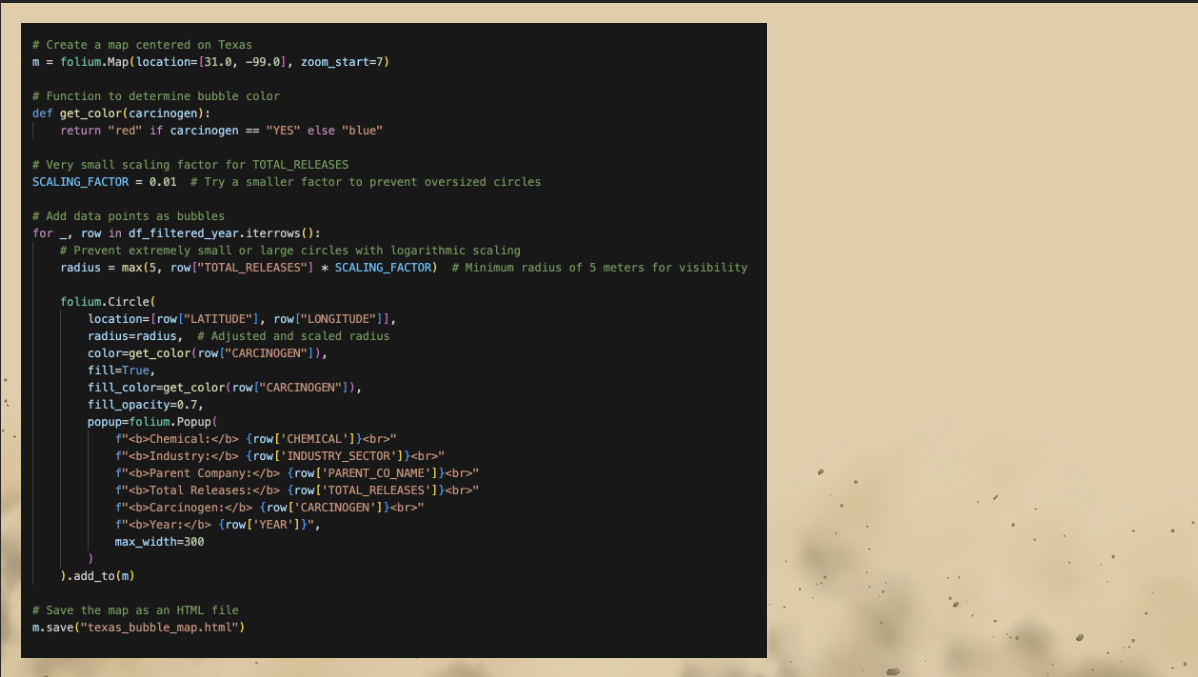 # Create a map centered on Texas
m = folium.Map(location=[31.0, -99.0], zoom_start=7)
# Function to determine bubble color
def get_color(carcinogen):
return "red" if carcinogen == "YES" else "blue"
# Very small scaling factor for TOTAL_RELEASES
SCALING_FACTOR = 0.01  # Try a smaller factor to prevent oversized circles
# Add data points as bubbles
for _, row in df_filtered_year.iterrows():
# Prevent extremely small or large circles with logarithmic scaling
radius = max(5, row["TOTAL_RELEASES"] * SCALING_FACTOR)  # Minimum radius of 5 meters for visibility
folium.Circle(
location=[row["LATITUDE"], row["LONGITUDE"]],
radius=radius,  # Adjusted and scaled radius
color=get_color(row["CARCINOGEN"]),
fill=True,
fill_color=get_color(row["CARCINOGEN"]),
fill_opacity=0.7,
popup=folium.Popup(
f"<b>Chemical:</b> {row['CHEMICAL']}<br>"
f"<b>Industry:</b> {row['INDUSTRY_SECTOR']}<br>"
f"<b>Parent Company:</b> {row['PARENT_CO_NAME']}<br>"
f"<b>Total Releases:</b> {row['TOTAL_RELEASES']}<br>"
f"<b>Carcinogen:</b> {row['CARCINOGEN']}<br>"
f"<b>Year:</b> {row['YEAR']}",
max_width=300
)
).add_to(m)
# Save the map as an HTML file
m.save("texas_bubble_map.html")